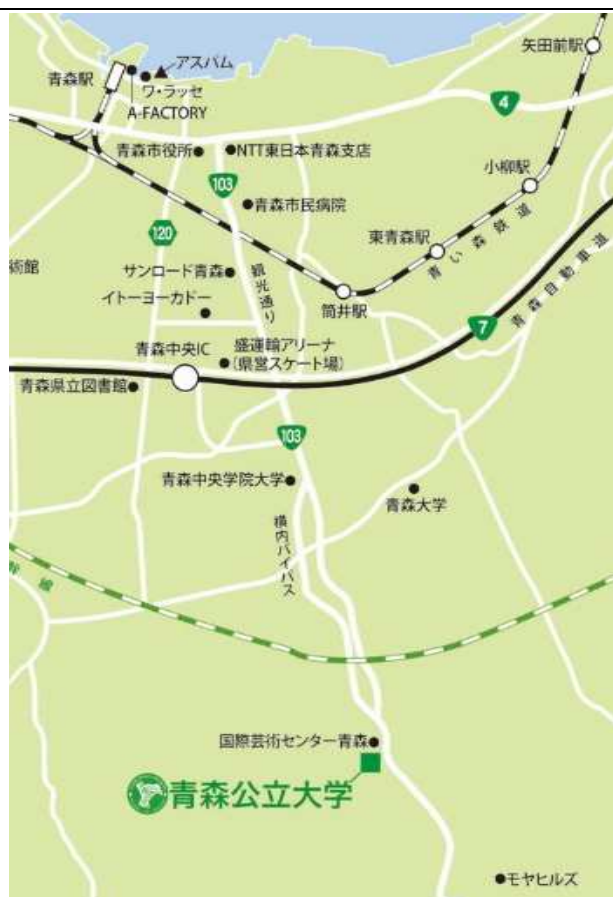 矢田前駅
アスパム
青森駅
ワ・ラッセ
A-FACTORY
4
青森市役所
NTT東日本青森支店
小柳駅
103
青森市民病院
120
東青森駅
青い森鉄道
術館
サンロード青森
観光通り
イトーヨーカドー
筒井駅
青森自動車道
7
青森中央IC
盛運輸アリーナ
(県営スケート場)
青森県立図書館
103
青森中央学院大学
青森大学
横内バイパス
幹線
国際芸術センター青森
青森公立大学
モヤヒルズ